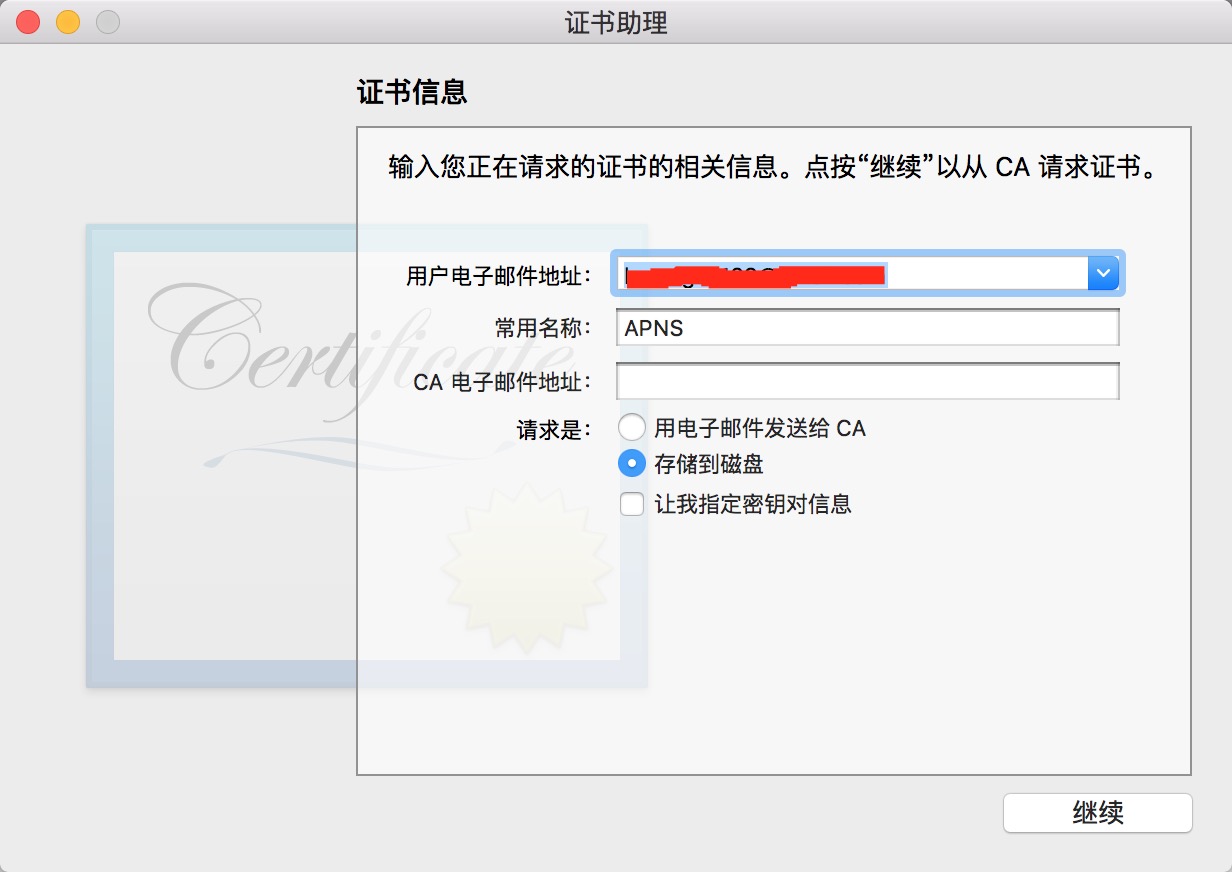 证书助理
证书信息
输入您正在请求的证书的相关信息。点按“继续”以从 CA 请求证书。
用户电子邮件地址：
常用名称： APNS
CA 电子邮件地址：
请求是： 用电子邮件发送给 CA
存储到磁盘
让我指定密钥对信息
Certificate
继续